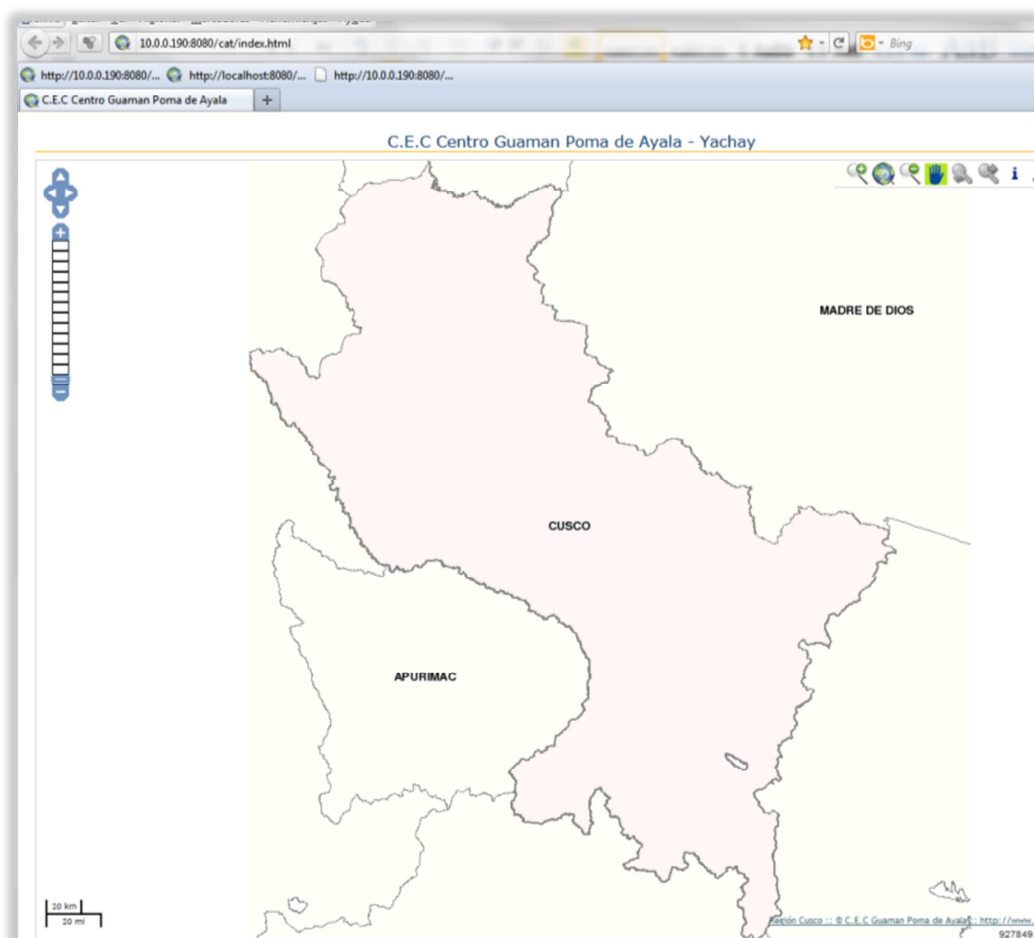 10.0.0.190:8080/cat/index.html
Bing
http://10.0.0.190:8080/... http://localhost:8080/... http://10.0.0.190:8080/...
C.E.C Centro Guaman Poma de Ayala
C.E.C Centro Guaman Poma de Ayala - Yachay
MADRE DE DIOS
CUSCO
APURIMAC
20 km
20 mi
Región Cusco :: © C.E.C Guaman Poma de Ayala : http://www.
927849